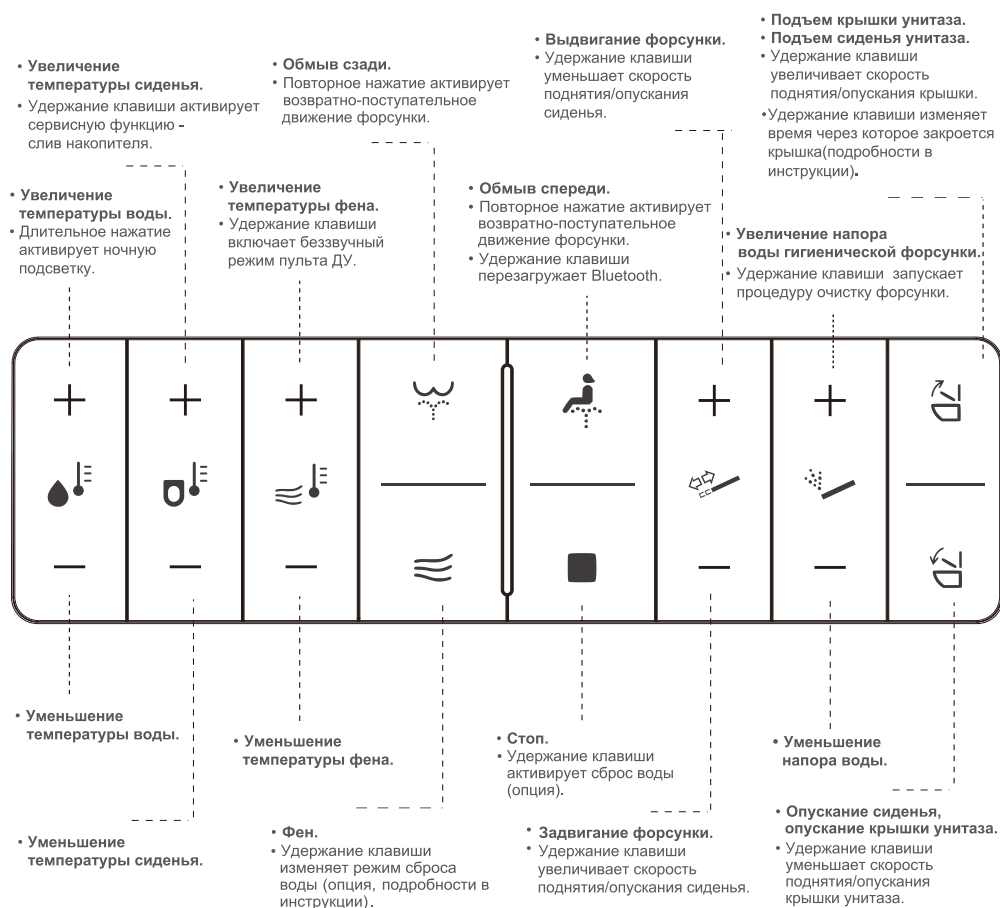 • Увеличение
температуры сиденья.
• Удержание клавиши активирует
сервисную функцию -
слив накопителя.
• Обмыв сзади.
• Повторное нажатие активирует
возвратно-поступательное
движение форсунки.
• Выдвигание форсунки.
• Удержание клавиши
уменьшает скорость
поднятия/опускания
сиденья.
• Подъем крышки унитаза.
• Подъем сиденья унитаза.
• Удержание клавиши
увеличивает скорость
поднятия/опускания крышки.
•Удержание клавиши изменяет
время через которое закроется
крышка(подробности в
инструкции).
• Увеличение
температуры воды.
• Длительное нажатие
активирует ночную
подсветку.
• Увеличение
температуры фена.
• Удержание клавиши
включает беззвучный
режим пульта ДУ.
• Обмыв спереди.
• Повторное нажатие активирует
возвратно-поступательное
движение форсунки.
• Удержание клавиши
перезагружает Bluetooth.
• Увеличение напора
воды гигиенической форсунки.
• Удержание клавиши запускает
процедуру очистку форсунки.
• Уменьшение
температуры воды.
• Уменьшение
температуры сиденья.
• Уменьшение
температуры фена.
• Фен.
• Удержание клавиши
изменяет режим сброса
воды (опция, подробности в
инструкции).
• Стоп.
• Удержание клавиши
активирует сброс воды
(опция).
• Задвигание форсунки.
• Удержание клавиши
увеличивает скорость
поднятия/опускания сиденья.
• Уменьшение
напора воды.
• Опускание сиденья,
опускание крышки унитаза.
• Удержание клавиши
уменьшает скорость
поднятия/опускания
крышки унитаза.